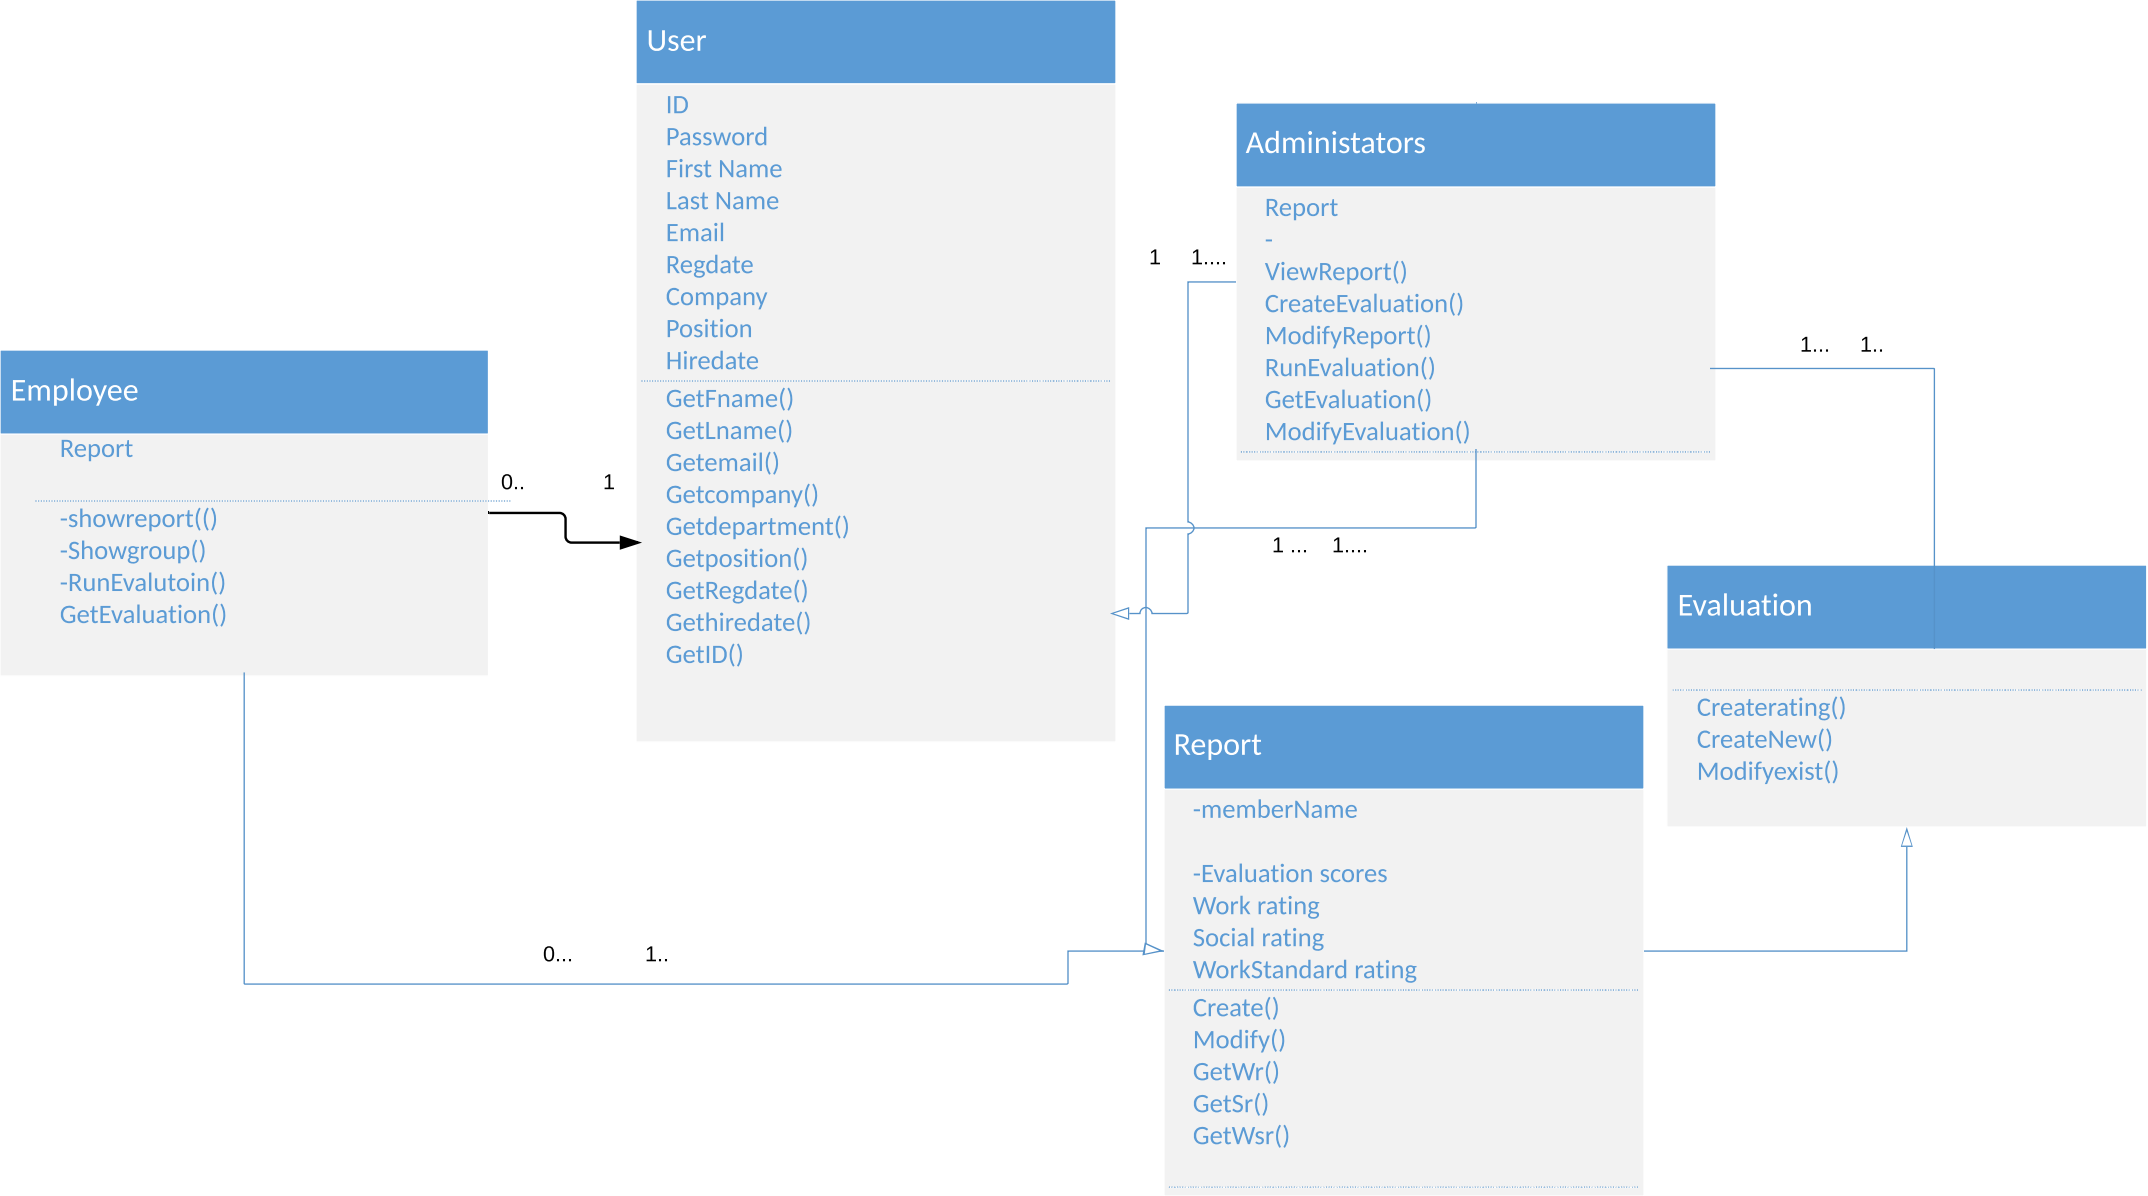 User
ID
Password
First Name
Last Name
Email
Regdate
Company
Position
Hiredate
GetFname()
GetLname()
Getemail()
Getcompany()
Getdepartment()
Getposition()
GetRegdate()
Gethiredate()
GetID()
Administators
Report
-
ViewReport()
CreateEvaluation()
ModifyReport()
RunEvaluation()
GetEvaluation()
ModifyEvaluation()
1 1....
1... 1..
Employee
Report
-showreport(()
-Showgroup()
-RunEvalutoin()
GetEvaluation()
0.. 1
1 ... 1....
Evaluation
Createrating()
CreateNew()
Modifyexist()
Report
-memberName
-Evaluation scores
Work rating
Social rating
WorkStandard rating
Create()
Modify()
GetWr()
GetSr()
GetWsr()
0... 1..